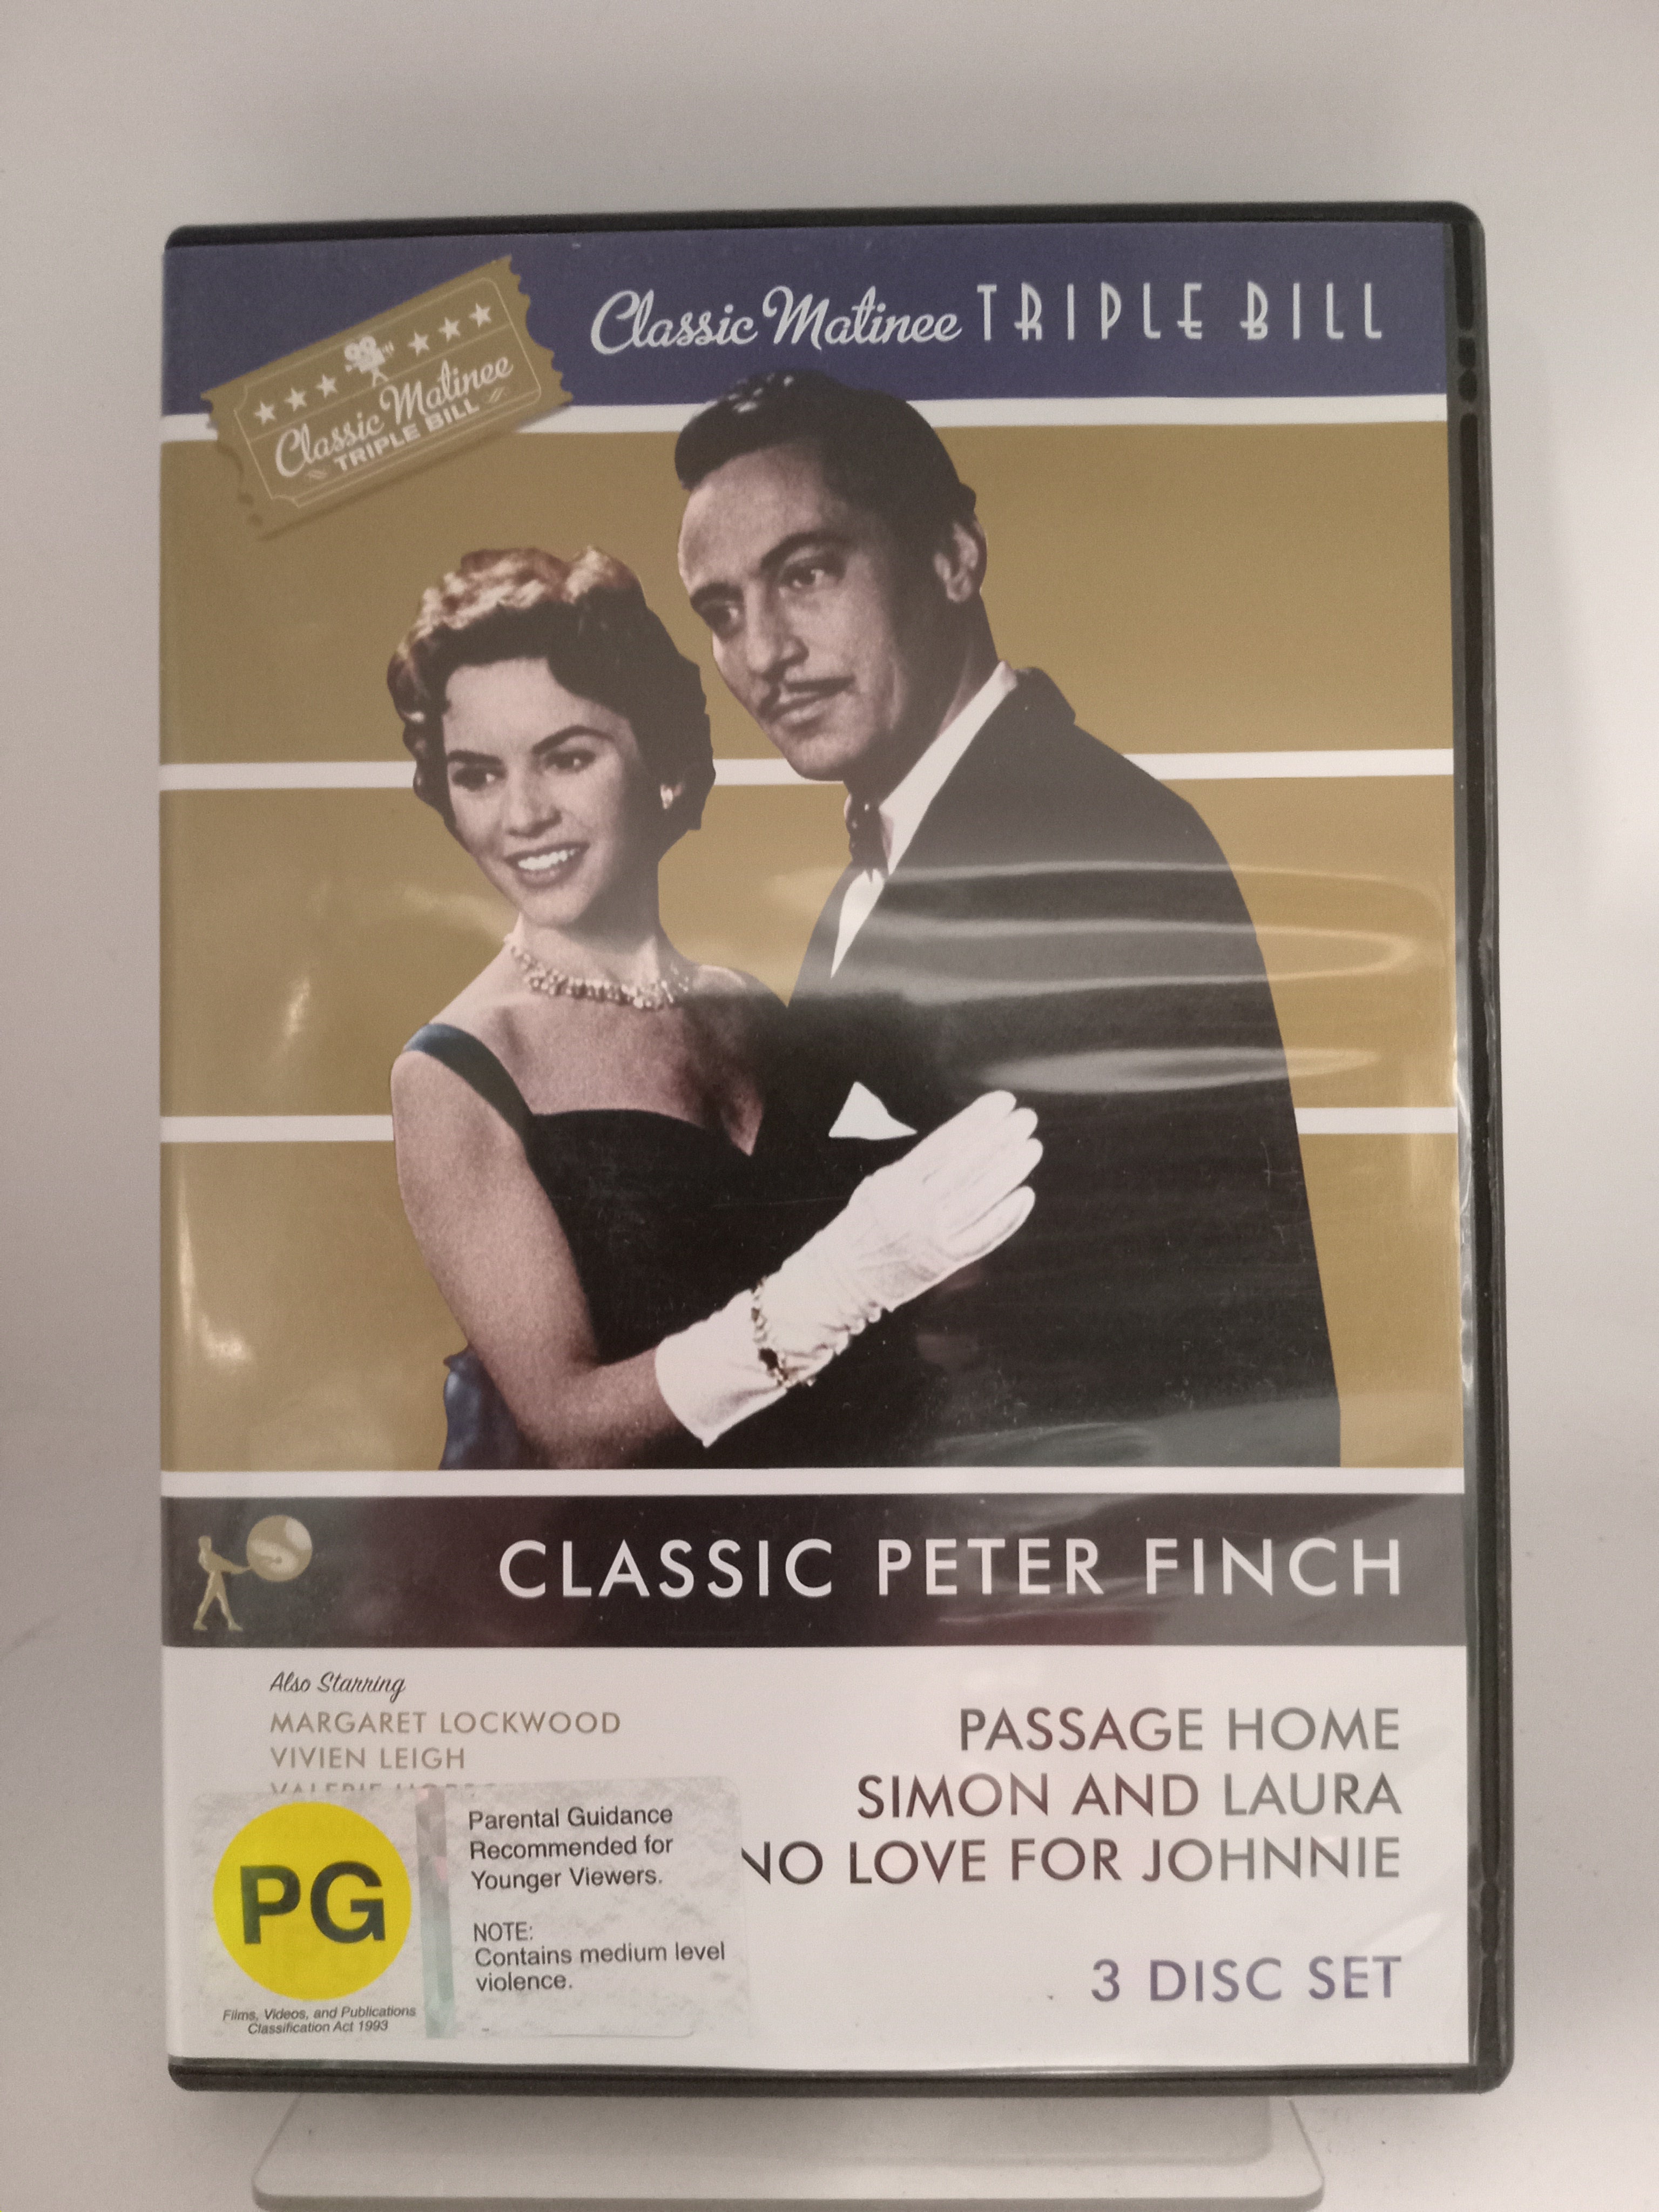 Classic Matinee TRIPLE BILL
Classic Matinee
TRIPLE BILL
CLASSIC PETER FINCH
Also Starring
MARGARET LOCKWOOD
VIVIEN LEIGH
VALERIE
PASSAGE HOME
SIMON AND LAURA
NO LOVE FOR JOHNNIE
3 DISC SET
PG
Parental Guidance
Recommended for
Younger Viewers.
NOTE:
Contains medium level
violence.
Films, Videos, and Publications
Classification Act 1993